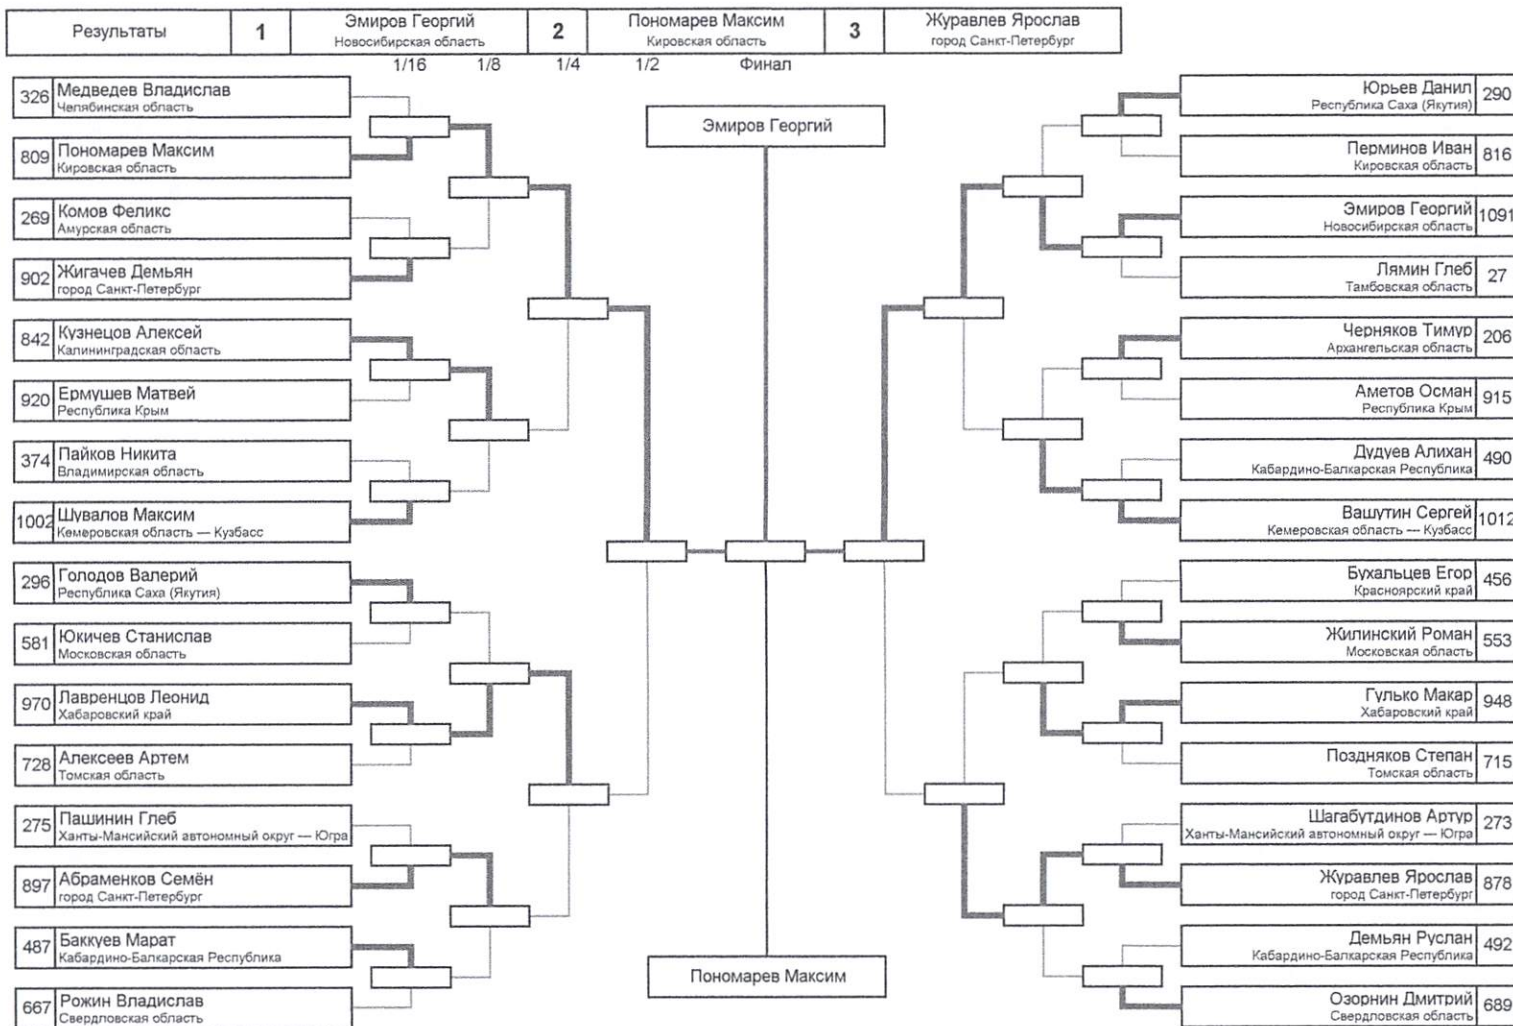 Результаты
1
Эмиров Георгий
Новосибирская область
2
Пономарев Максим
Кировская область
3
Журавлев Ярослав
город Санкт-Петербург
1/16
1/8
1/4
1/2
Финал
326
Медведев Владислав
Челябинская область
809
Пономарев Максим
Кировская область
269
Комов Феликс
Амурская область
902
Жигачев Демьян
город Санкт-Петербург
842
Кузнецов Алексей
Калининградская область
920
Ермушев Матвей
Республика Крым
374
Пайков Никита
Владимирская область
1002
Шувалов Максим
Кемеровская область — Кузбасс
296
Голодов Валерий
Республика Саха (Якутия)
581
Юкичев Станислав
Московская область
970
Лавренцов Леонид
Хабаровский край
728
Алексеев Артем
Томская область
275
Пашинин Глеб
Ханты-Мансийский автономный округ — Югра
897
Абраменков Семён
город Санкт-Петербург
487
Баккуев Марат
Кабардино-Балкарская Республика
667
Рожин Владислав
Свердловская область
Эмиров Георгий
Пономарев Максим
Юрьев Данил
Республика Саха (Якутия)
290
Перминов Иван
Кировская область
816
Эмиров Георгий
Новосибирская область
1091
Лямин Глеб
Тамбовская область
27
Черняков Тимур
Архангельская область
206
Аметов Осман
Республика Крым
915
Дудуев Алихан
Кабардино-Балкарская Республика
490
Вашутин Сергей
Кемеровская область — Кузбасс
1012
Бухальцев Егор
Красноярский край
456
Жилинский Роман
Московская область
553
Гулько Макар
Хабаровский край
948
Поздняков Степан
Томская область
715
Шагабутдинов Артур
Ханты-Мансийский автономный округ — Югра
273
Журавлев Ярослав
город Санкт-Петербург
878
Демьян Руслан
Кабардино-Балкарская Республика
492
Озорнин Дмитрий
Свердловская область
689